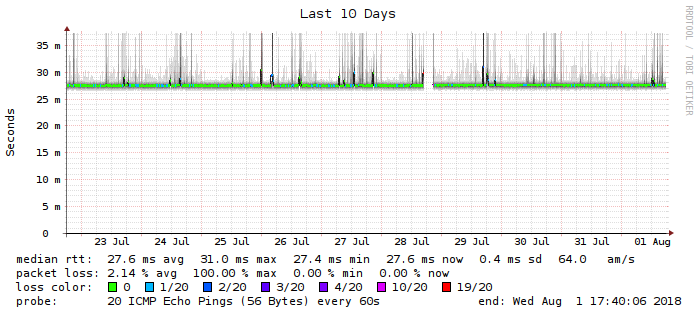 Last 10 Days
RRDTOOL / TOBI OETIKER
Seconds
35 m
30 m
25 m
20 m
15 m
10 m
5 m
0
23 Jul 24 Jul 25 Jul 26 Jul 27 Jul 28 Jul 29 Jul 30 Jul 31 Jul 01 Aug
median rtt: 27.6 ms avg 31.0 ms max 27.4 ms min 27.6 ms now 0.4 ms sd 64.0 am/s
packet loss: 2.14 % avg 100.00 % max 0.00 % min 0.00 % now
loss color: 0 1/20 2/20 3/20 4/20 10/20 19/20
probe: 20 ICMP Echo Pings (56 Bytes) every 60s end: Wed Aug 1 17:40:06 2018